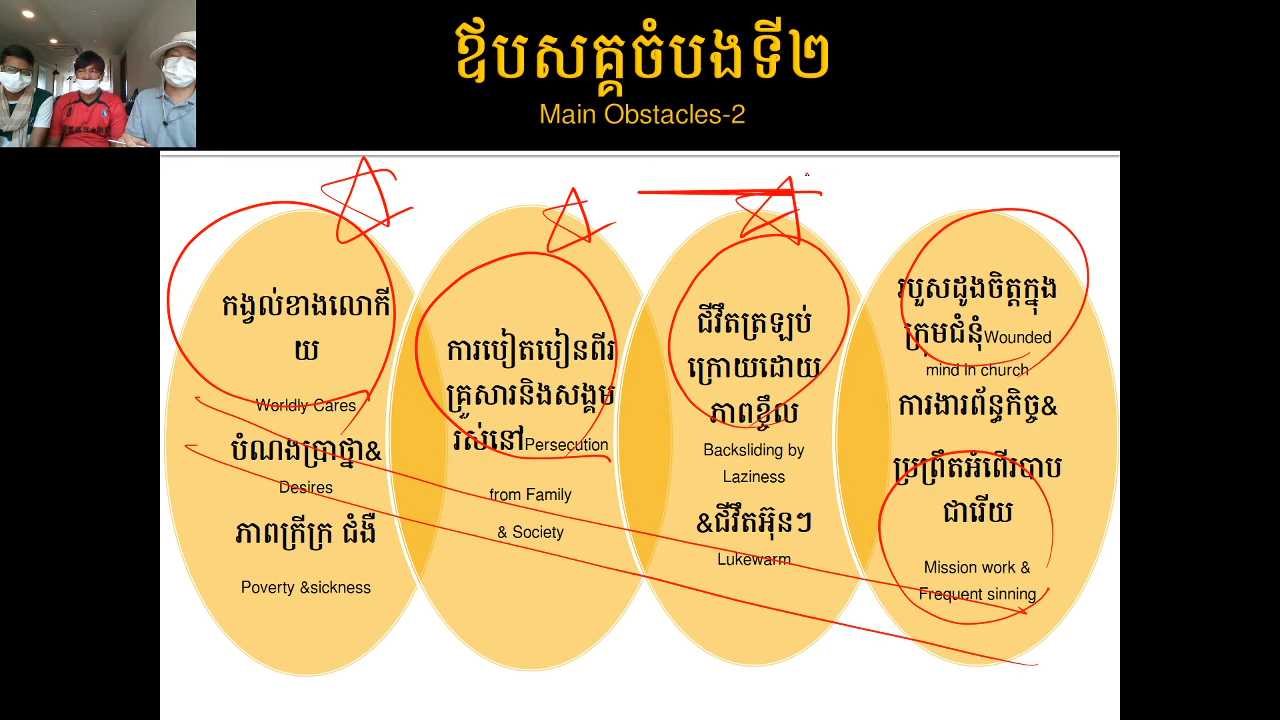 ឪបសគ្គចំបងទី២
Main Obstacles-2
កង្វល់ខាងលោកី
យ
Worldly Cares
បំណងប្រាថ្នា&
Desires
ភាពក្រីក្រ ជំងឺ
Poverty &sickness
ការបៀតបៀនពីរ
គ្រួសារនិងសង្គម
រស់នៅPersecution
from Family
& Society
ជីវឹតត្រឡប់
ក្រោយដោយ
ភាពខ្ចឹល
Backsliding by
Laziness
&ជីវឹតអ៊ុនៗ
Lukewarm
របួសដូងចិត្តក្នុង
ក្រុមជំនុំWounded
mind In church
ការងារព័ន្ធកិច្ច&
ប្រព្រឹតអំពើរបាប
ជារើយ
Mission work &
Frequent sinning